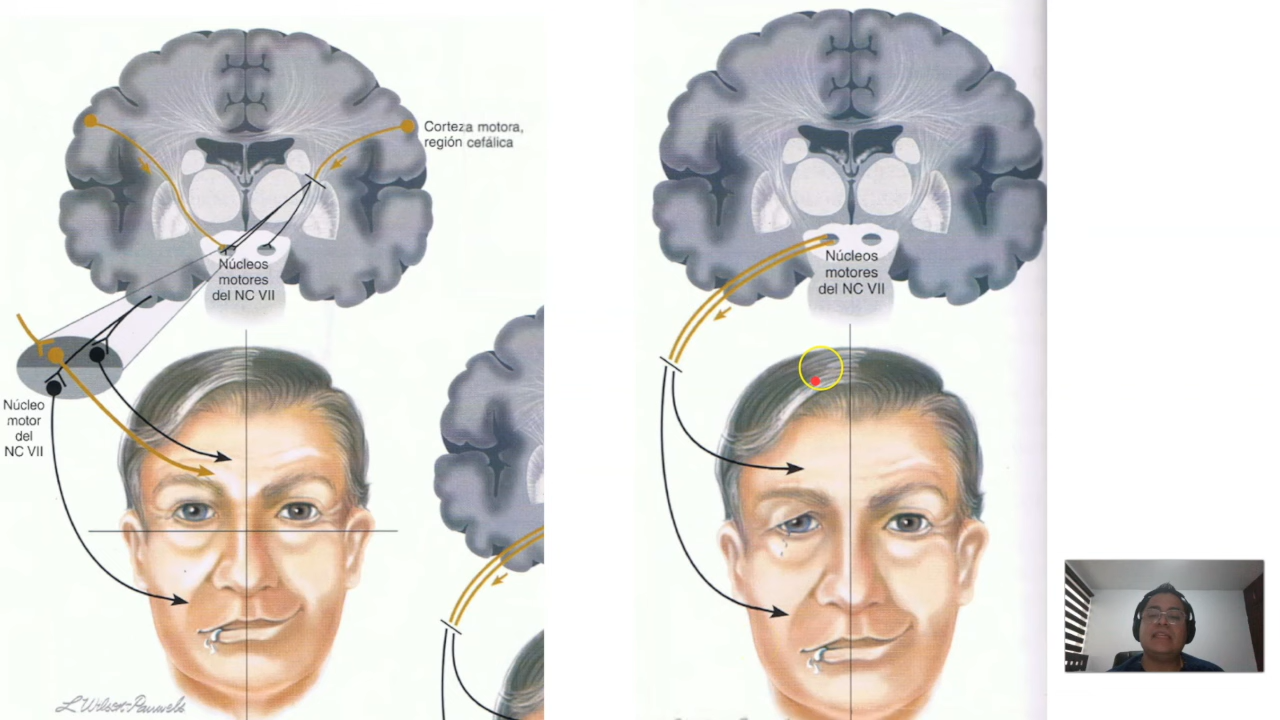 Corteza motora,
región cefálica
Núcleos
motores
del NC VII
Núcleo
motor
del
NC VII
Núcleos
motores
del NC VII